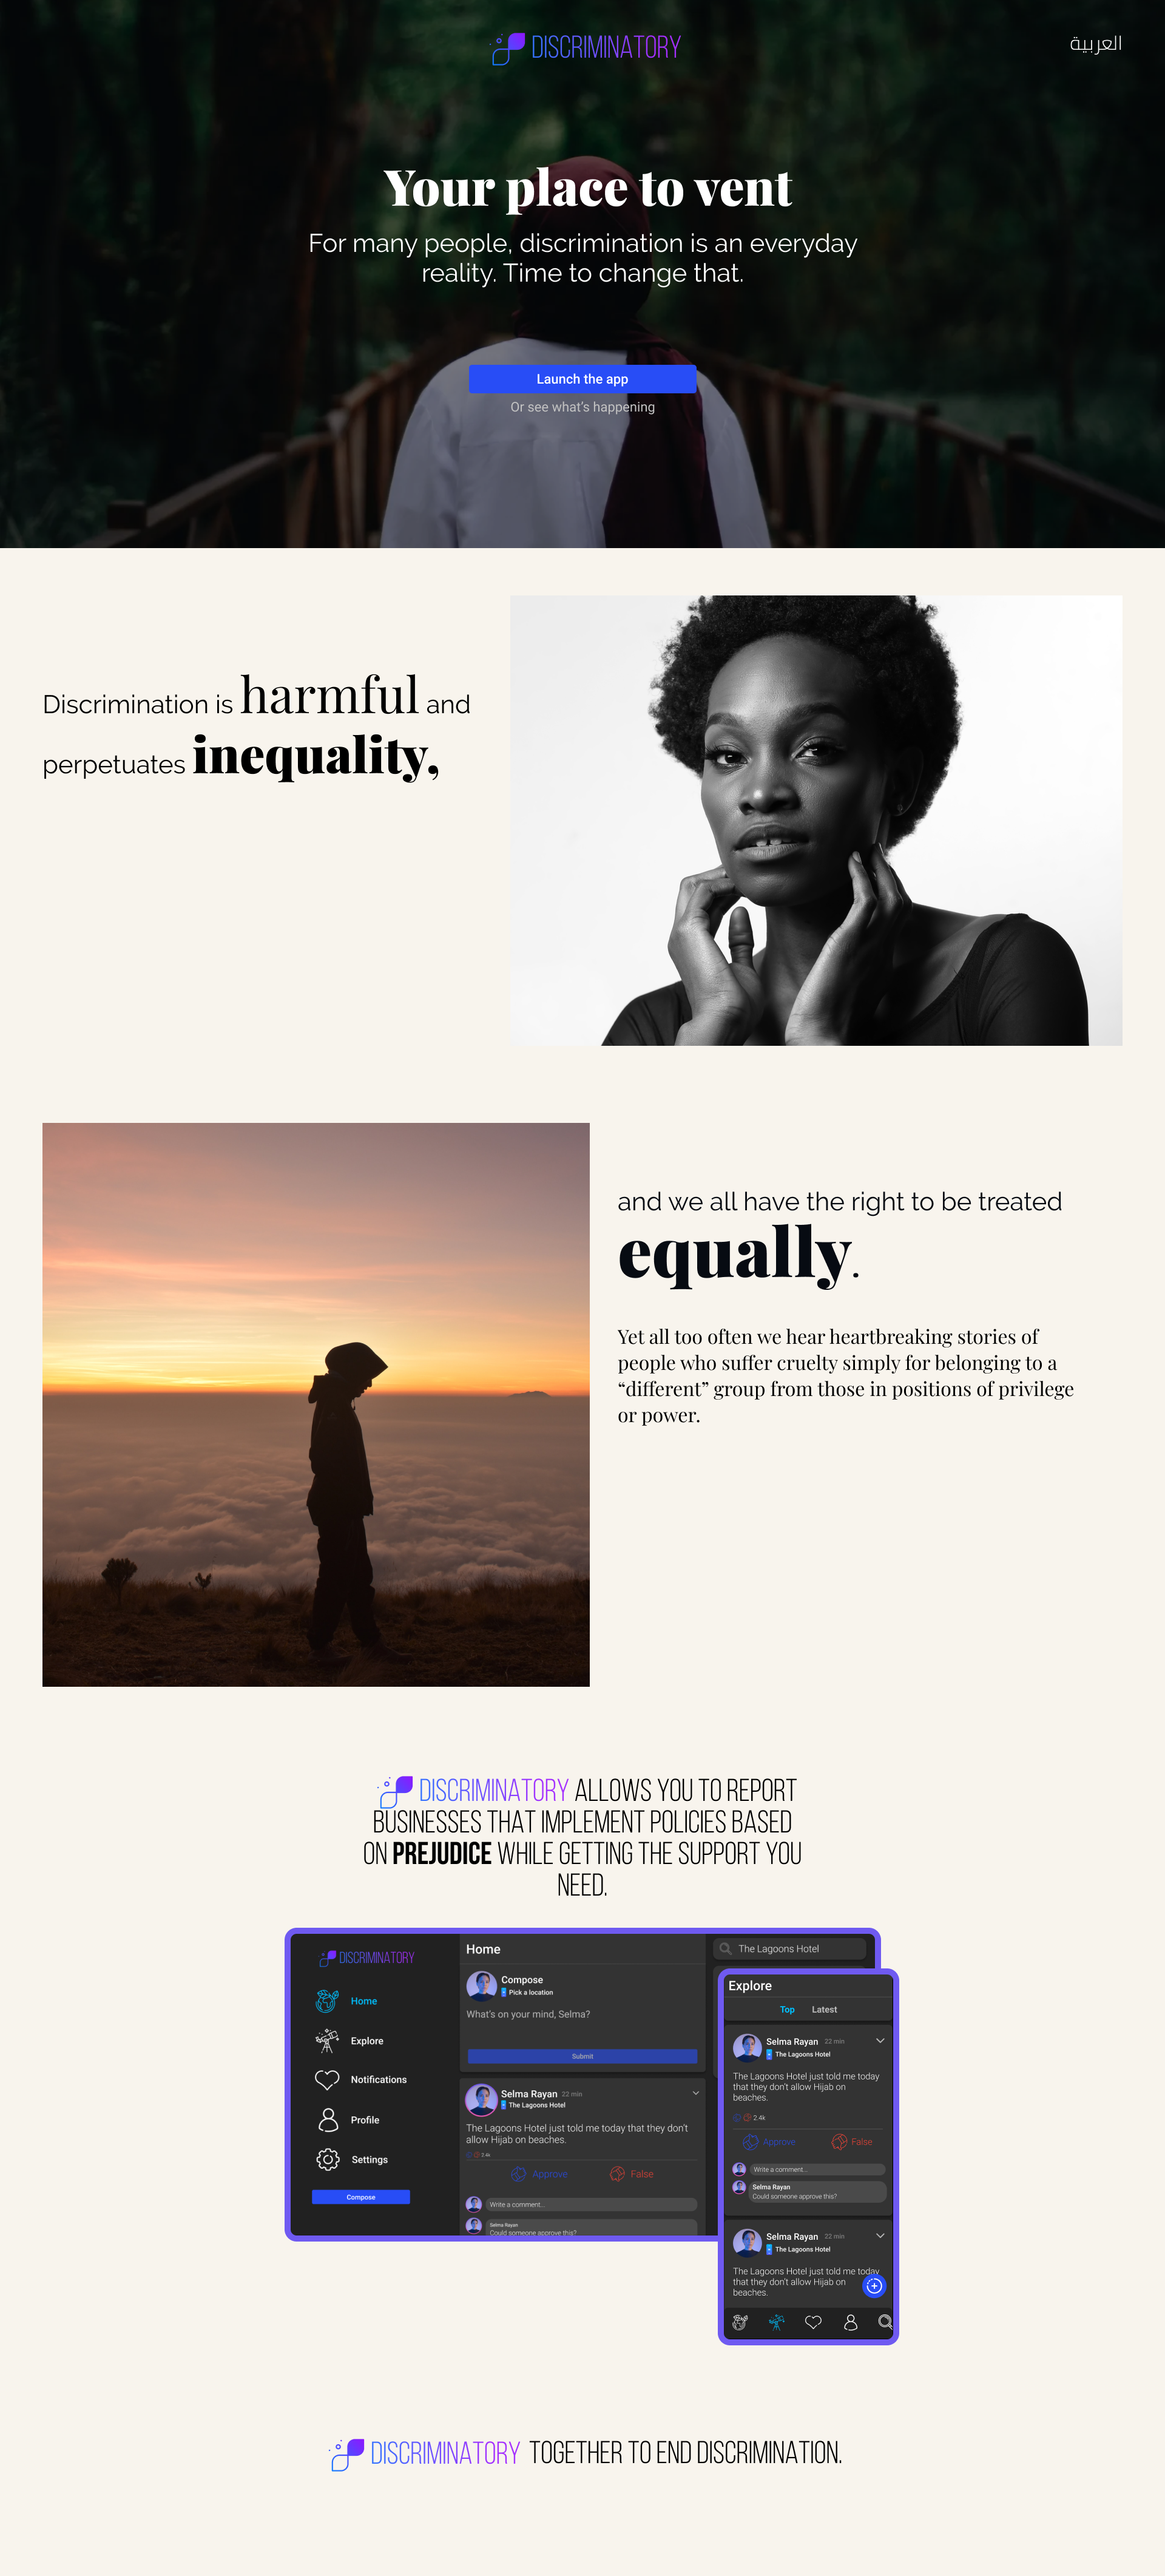 DISCRIMINATORY
العربية
Your place to vent
For many people, discrimination is an everyday
reality. Time to change that.
Launch the app
Or see what's happening
Discrimination is harmful and
perpetuates inequality,
and we all have the right to be treated
equally.
Yet all too often we hear heartbreaking stories of
people who suffer cruelty simply for belonging to a
“different” group from those in positions of privilege
or power.
DISCRIMINATORY ALLOWS YOU TO REPORT
BUSINESSES THAT IMPLEMENT POLICIES BASED
ON PREJUDICE WHILE GETTING THE SUPPORT YOU
NEED.
DISCRIMINATORY
Home
Explore
Notifications
Profile
Settings
Compose
Home
Compose
Pick a location
What's on your mind, Selma?
Submit
Selma Rayan 22 min
The Lagoons Hotel
The Lagoons Hotel just told me today that they don't
allow Hijab on beaches.
2.4k
Approve
False
Write a comment...
Selma Rayan
Could someone approve this?
The Lagoons Hotel
Explore
Top Latest
Selma Rayan 22 min
The Lagoons Hotel
The Lagoons Hotel just told me today
that they don't allow Hijab on
beaches.
2.4k
Approve
False
Write a comment...
Selma Rayan
Could someone approve this?
Selma Rayan 22 min
The Lagoons Hotel
The Lagoons Hotel just told me today
that they don't allow Hijab on
beaches.
DISCRIMINATORY TOGETHER TO END DISCRIMINATION.